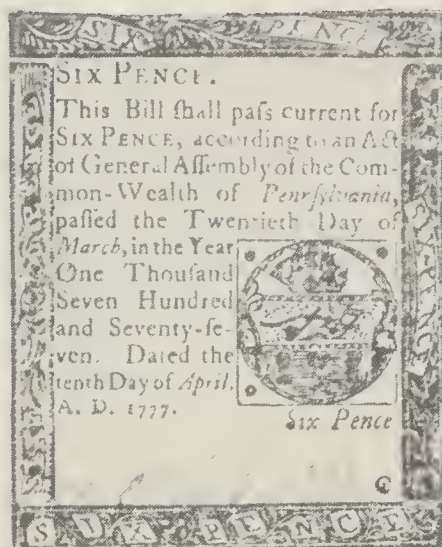 SIX PENCE
SIX PENCE.
This Bill ſhall paſs current for
SIX PENCE, according to an Act
of General Aſſembly of the Com-
mon-Wealth of Penrſylvania,
paſſed the Twentieth Day of
March, in the Year
One Thouſand
Seven Hundred
and Seventy-ſe-
ven. Dated the
tenth Day of April.
A. D. 1777.
Six Pence
C
SIX PENCE